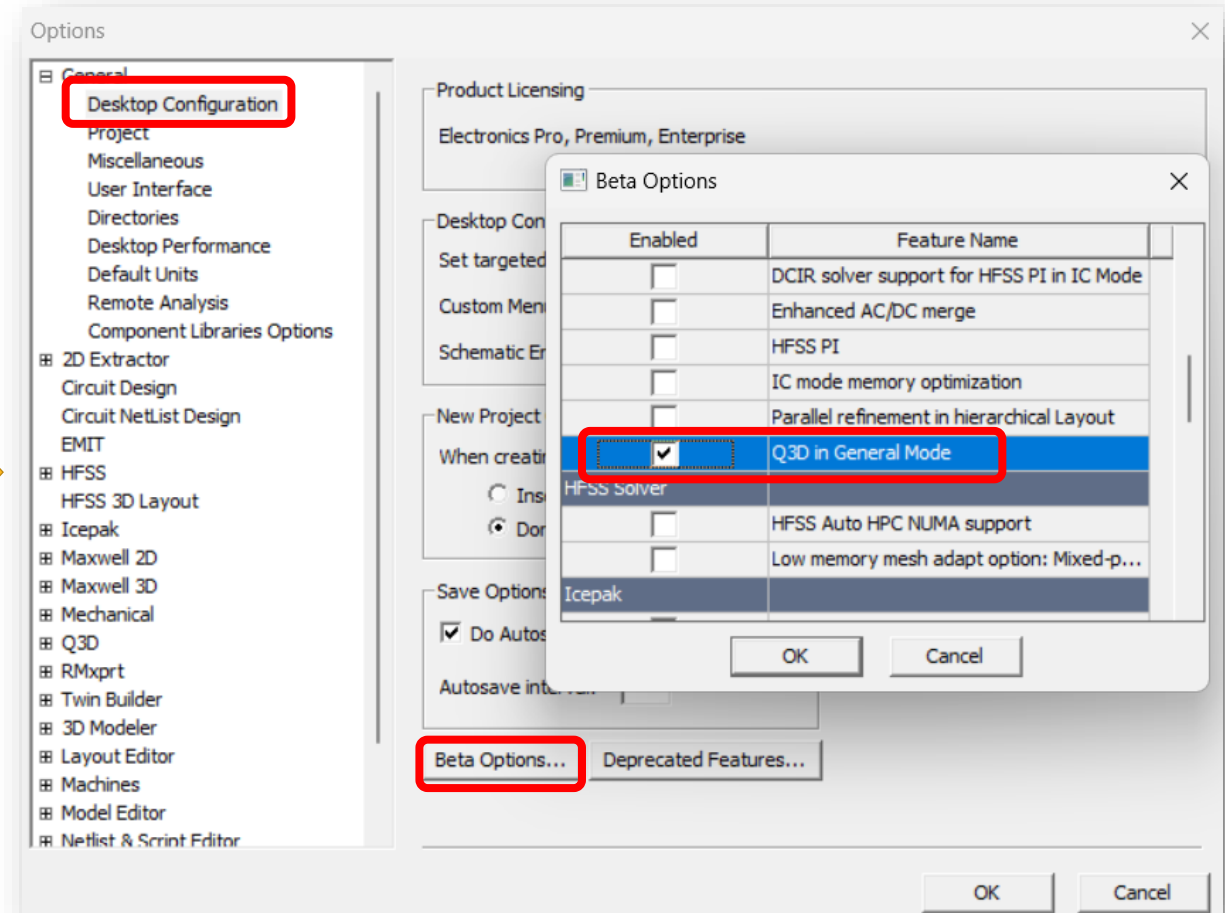 Options
General
Desktop Configuration
Project
Miscellaneous
User Interface
Directories
Desktop Performance
Default Units
Remote Analysis
Component Libraries Options
2D Extractor
Circuit Design
Circuit NetList Design
EMIT
HFSS
HFSS 3D Layout
Icepak
Maxwell 2D
Maxwell 3D
Mechanical
Q3D
RMxprt
Twin Builder
3D Modeler
Layout Editor
Machines
Model Editor
Netlist & Script Editor
Product Licensing
Electronics Pro, Premium, Enterprise
Desktop Con
Set targeted
Custom Men
Schematic Er
New Project
When creatin
Ins
Don
Save Options
Do Autos
Autosave
Beta Options...
Deprecated Features...
Beta Options
Enabled
Feature Name
DCIR solver support for HFSS PI in IC Mode
Enhanced AC/DC merge
HFSS PI
IC mode memory optimization
Parallel refinement in hierarchical Layout
Q3D in General Mode
HFSS Solver
HFSS Auto HPC NUMA support
Low memory mesh adapt option: Mixed-p...
Icepak
OK
Cancel
OK
Cancel